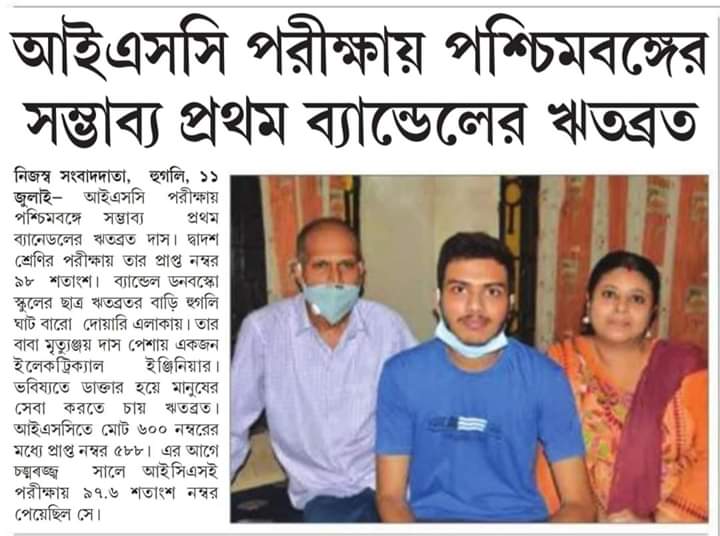 আইএসসি পরীক্ষায় পশ্চিমবঙ্গের
সম্ভাব্য প্রথম ব্যান্ডেলের ঋতব্রত
নিজস্ব সংবাদদাতা, হুগলি, ১১
জুলাই– আইএসসি পরীক্ষায়
পশ্চিমবঙ্গে সম্ভাব্য প্রথম
ব্যানেডলের ঋতব্রত দাস। দ্বাদশ
শ্রেণির পরীক্ষায় তার প্রাপ্ত নম্বর
৯৮ শতাংশ। ব্যান্ডেল ডনবস্কো
স্কুলের ছাত্র ঋতব্রতর বাড়ি হুগলি
ঘাট বারো দোয়ারি এলাকায়। তার
বাবা মৃত্যুঞ্জয় দাস পেশায় একজন
ইলেকট্রিক্যাল ইঞ্জিনিয়ার।
ভবিষ্যতে ডাক্তার হয়ে মানুষের
সেবা করতে চায় ঋতব্রত।
আইএসসিতে মোট ৬০০ নম্বরের
মধ্যে প্রাপ্ত নম্বর ৫৮৮। এর আগে
সালে আইসিএসই
পরীক্ষায় ৯৭.৬ শতাংশ নম্বর
পেয়েছিল সে।